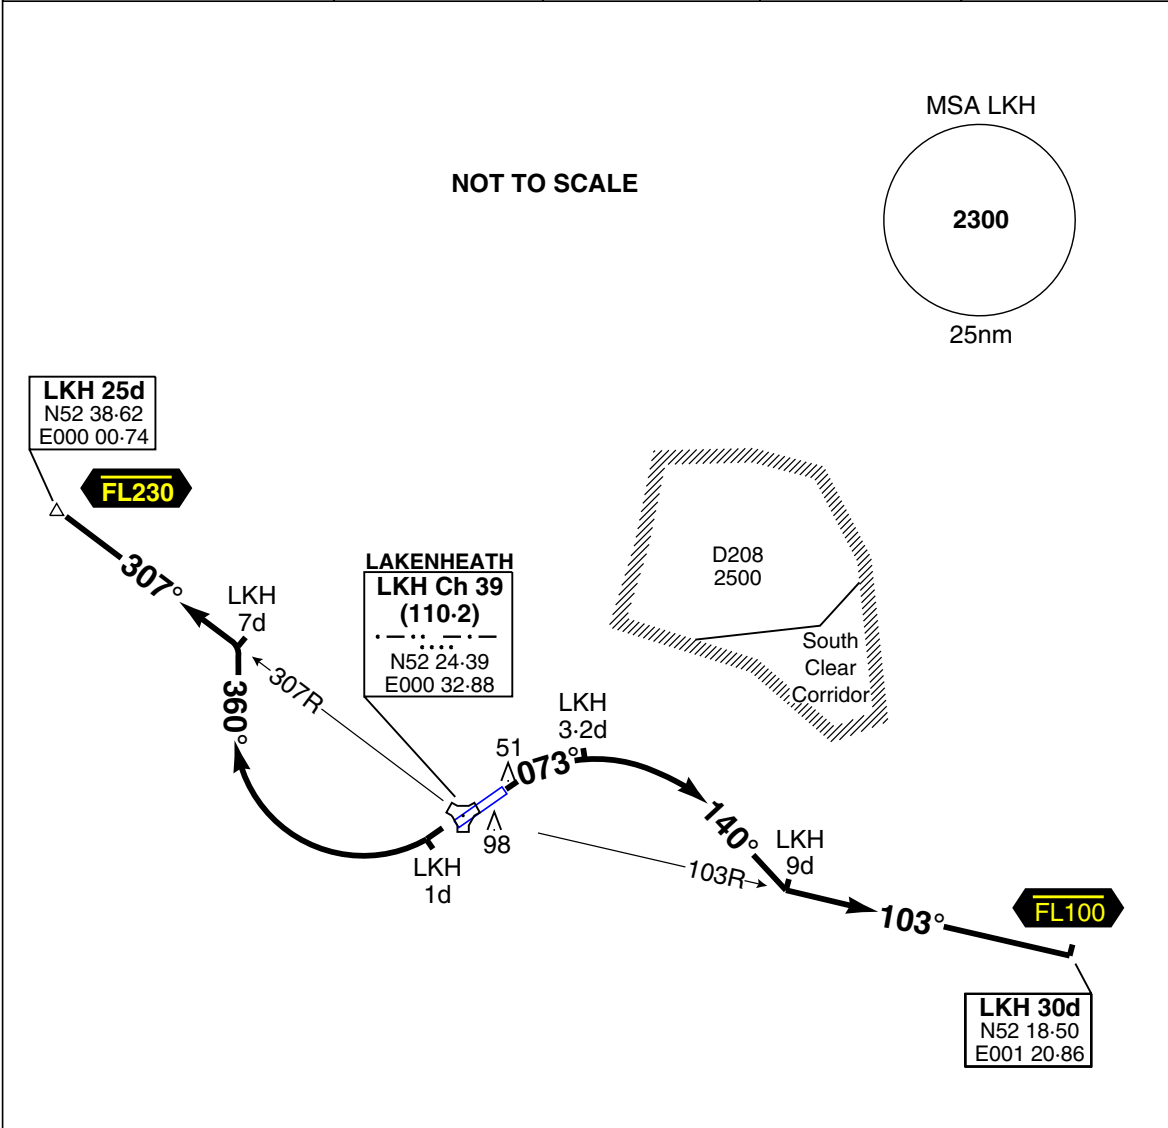 MSA LKH
NOT TO SCALE
2300
25nm
LKH 25d
N52 38·62
E000 00·74
FL230
307°
LKH
7d
307R
360°
LAKENHEATH
LKH Ch 39
(110·2)
N52 24·39
E000 32·88
D208
2500
South
Clear
Corridor
LKH
3·2d
51
073°
98
LKH
1d
140°
LKH
9d
103R
103°
FL100
LKH 30d
N52 18·50
E001 20·86